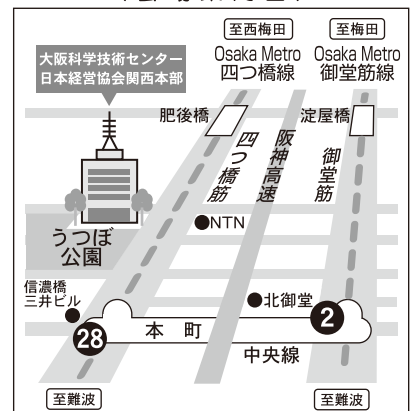 至西梅田
至梅田
Osaka Metro
四つ橋線
Osaka Metro
御堂筋線
大阪科学技術センター
日本経営協会関西本部
肥後橋
淀屋橋
四つ橋筋
阪神高速
御堂筋
うつぼ
公園
NTN
信濃橋
三井ビル
北御堂
2
28
本 町
中央線
至難波
至難波